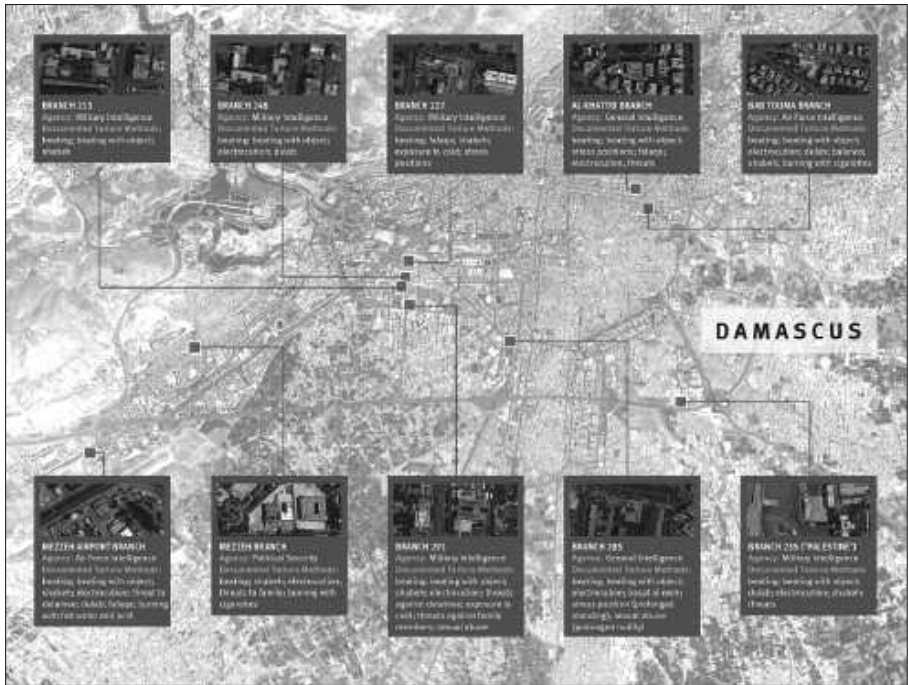 BRANCH 215
Agency: Military Intelligence
Documented Torture Methods:
beating; beating with objects;
shabeh
BRANCH 248
Agency: Military Intelligence
Documented Torture Methods:
beating; beating with objects;
electrocution; dulab
BRANCH 227
Agency: Military Intelligence
Documented Torture Methods:
beating; falaqa; shabeh;
exposure to cold; stress
positions
AL-KHATTIB BRANCH
Agency: General Intelligence
Documented Torture Methods:
beating; beating with objects;
stress positions; falaqa;
electrocution; threats
BAB TOUMA BRANCH
Agency: Air Force Intelligence
Documented Torture Methods:
beating; beating with objects;
electrocution; dulab; balanco;
shabeh; burning with cigarettes
DAMASCUS
MEZZEH AIRPORT BRANCH
Agency: Air Force Intelligence
Documented Torture Methods:
beating; beating with objects;
shabeh; electrocution; threat to
detainee; dulab; falaqa; burning
with hot water and acid
MEZZEH BRANCH
Agency: Political Security
Documented Torture Methods:
beating; shabeh; electrocution;
threats to family; burning with
cigarettes
BRANCH 291
Agency: Military Intelligence
Documented Torture Methods:
beating; beating with objects;
shabeh; electrocution; threats
against detainee; exposure to
cold; threats against family
members; sexual abuse
BRANCH 285
Agency: General Intelligence
Documented Torture Methods:
beating; beating with objects;
electrocution;
stress position (prolonged
standing); sexual abuse
(prolonged nudity)
BRANCH 235 ('PALESTINE')
Agency: Military Intelligence
Documented Torture Methods:
beating; beating with objects;
dulab; electrocution; shabeh;
threats